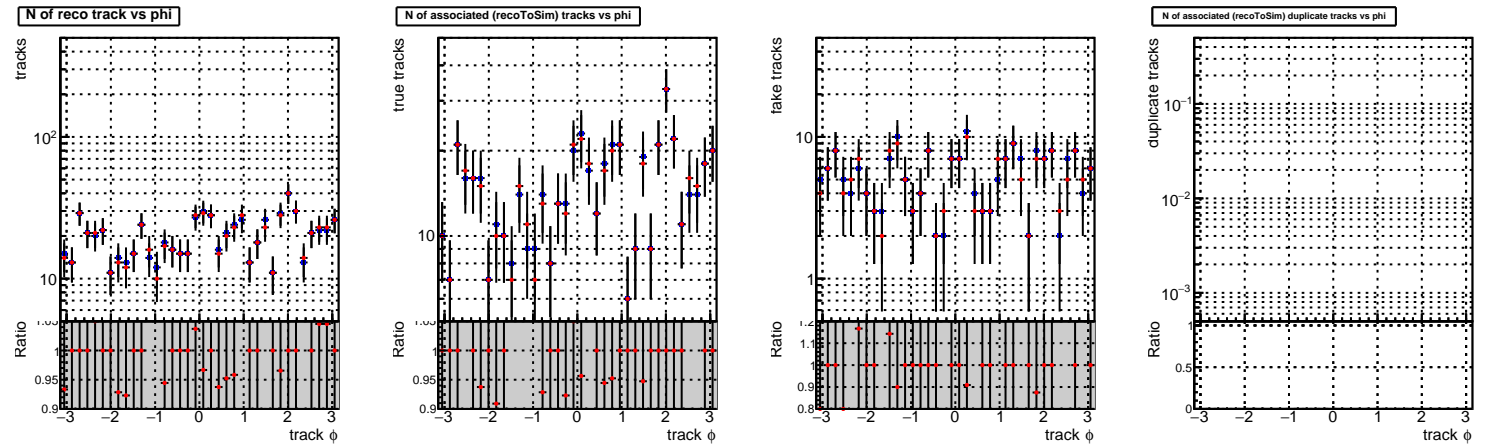 N of reco track vs phi
tracks
10²
10
Ratio
1.05
1
0.95
0.9
−3 −2 −1 0 1 2 3
track ϕ
N of associated (recoToSim) tracks vs phi
true tracks
10
Ratio
1.05
1
0.95
0.9
−3 −2 −1 0 1 2 3
track ϕ
fake tracks
10
1
Ratio
1.2
1.1
1
0.9
0.8
−3 −2 −1 0 1 2 3
track ϕ
N of associated (recoToSim) duplicate tracks vs phi
duplicate tracks
10⁻¹
10⁻²
10⁻³
Ratio
1
0.5
0
−3 −2 −1 0 1 2 3
track ϕ